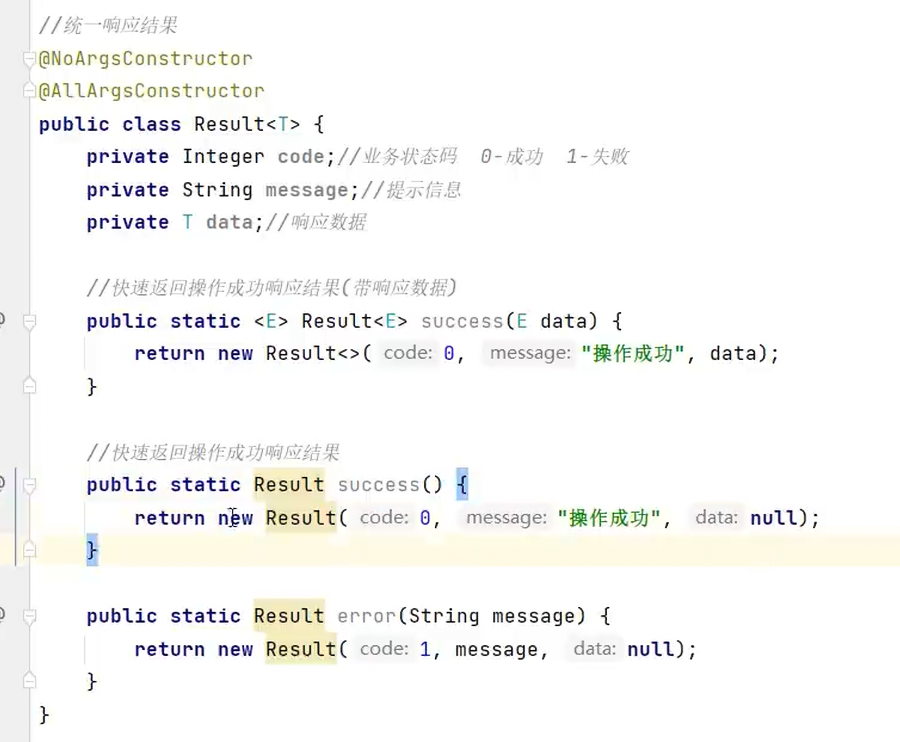 //统一响应结果
@NoArgsConstructor
@AllArgsConstructor
public class Result<T> {
    private Integer code;//业务状态码  0-成功  1-失败
    private String message;//提示信息
    private T data;//响应数据

    //快速返回操作成功响应结果(带响应数据)
    public static <E> Result<E> success(E data) {
        return new Result<>( code: 0,  message: "操作成功", data);
    }

    //快速返回操作成功响应结果
    public static Result success() {
        return new Result( code: 0,  message: "操作成功",  data: null);
    }

    public static Result error(String message) {
        return new Result( code: 1, message,  data: null);
    }
}